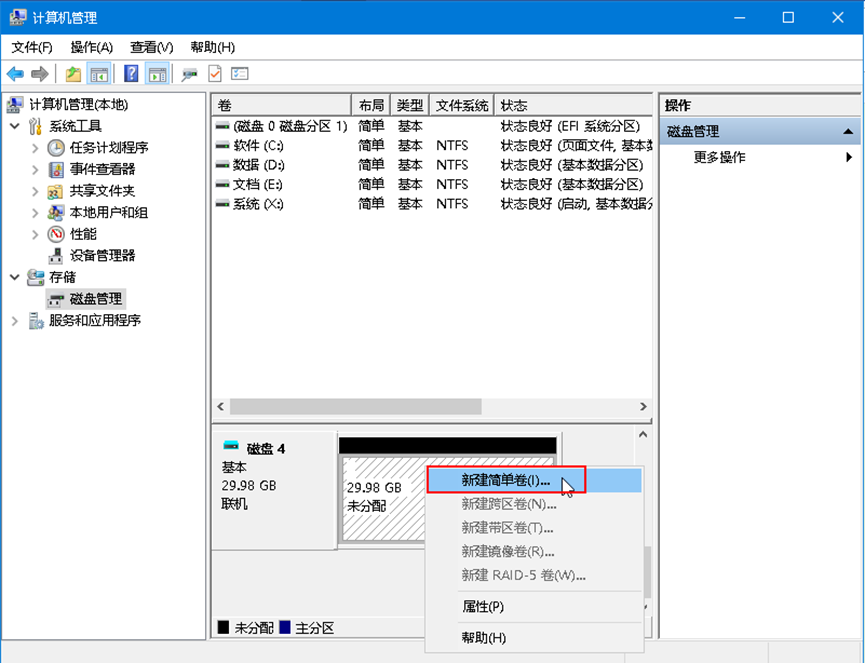 计算机管理
文件(F) 操作(A) 查看(V) 帮助(H)
计算机管理(本地)
系统工具
任务计划程序
事件查看器
共享文件夹
本地用户和组
性能
设备管理器
存储
磁盘管理
服务和应用程序
卷 布局 类型 文件系统 状态
(磁盘 0 磁盘分区 1) 简单 基本 状态良好 (EFI 系统分区)
软件 (C:) 简单 基本 NTFS 状态良好 (页面文件, 基本数
数据 (D:) 简单 基本 NTFS 状态良好 (基本数据分区)
文档 (E:) 简单 基本 NTFS 状态良好 (基本数据分区)
系统 (X:) 简单 基本 NTFS 状态良好 (启动, 基本数据分
操作
磁盘管理
更多操作
磁盘 4
基本
29.98 GB
联机
29.98 GB
未分配
新建简单卷(I)...
新建跨区卷(N)...
新建带区卷(T)...
新建镜像卷(R)...
新建 RAID-5 卷(W)...
属性(P)
帮助(H)
未分配 主分区